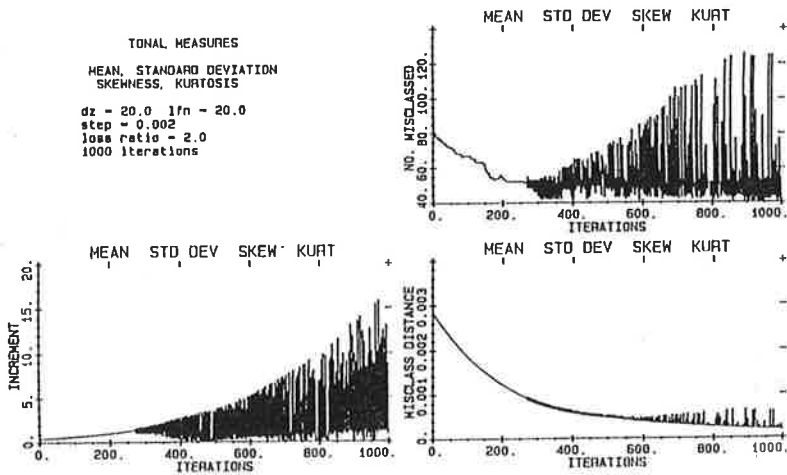 TONAL MEASURES
MEAN, STANDARD DEVIATION
SKEWNESS, KURTOSIS
dz = 20.0 lfn = 20.0
step = 0.002
loss ratio = 2.0
1000 iterations
MEAN STD DEV SKEW KURT
NO. MISCLASSED
40. 60. 80. 100. 120.
0. 200. 400. 600. 800. 1000.
ITERATIONS
MEAN STD DEV SKEW KURT
INCREMENT
0. 5. 10. 15. 20.
0. 200. 400. 600. 800. 1000.
ITERATIONS
MEAN STD DEV SKEW KURT
MISCLASS DISTANCE
0. 0.001 0.002 0.003
0. 200. 400. 600. 800. 1000.
ITERATIONS